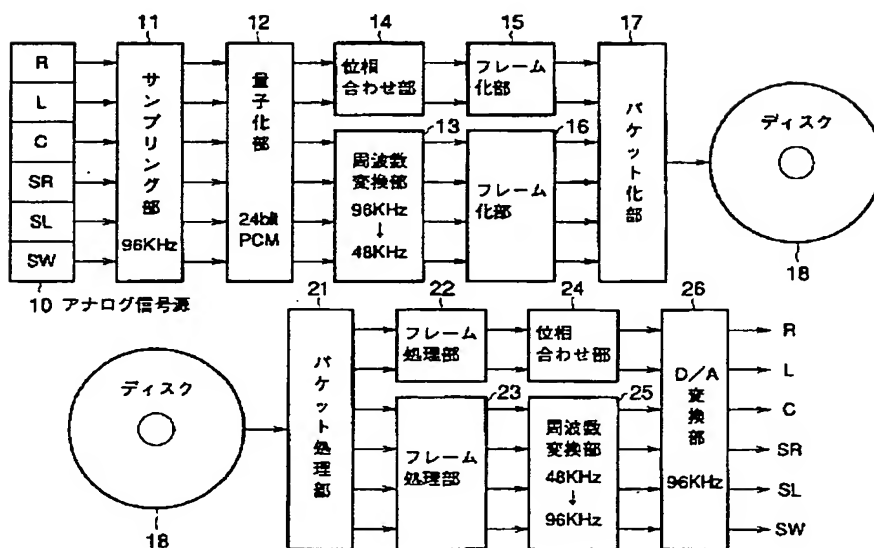 11
12
14
15
17
R
L
C
SR
SL
SW
10 アナログ信号源
サンプリング部
96KHz
量子化部
24bit
PCM
位相
合わせ部
フレーム
化部
13
周波数
変換部
96KHz
↓
48KHz
16
フレーム
化部
パケット化部
ディスク
18
21
22
24
26
ディスク
18
パケット処理部
フレーム
処理部
位相
合わせ部
23
フレーム
処理部
25
周波数
変換部
48KHz
↓
96KHz
D/A
変換部
96KHz
R
L
C
SR
SL
SW